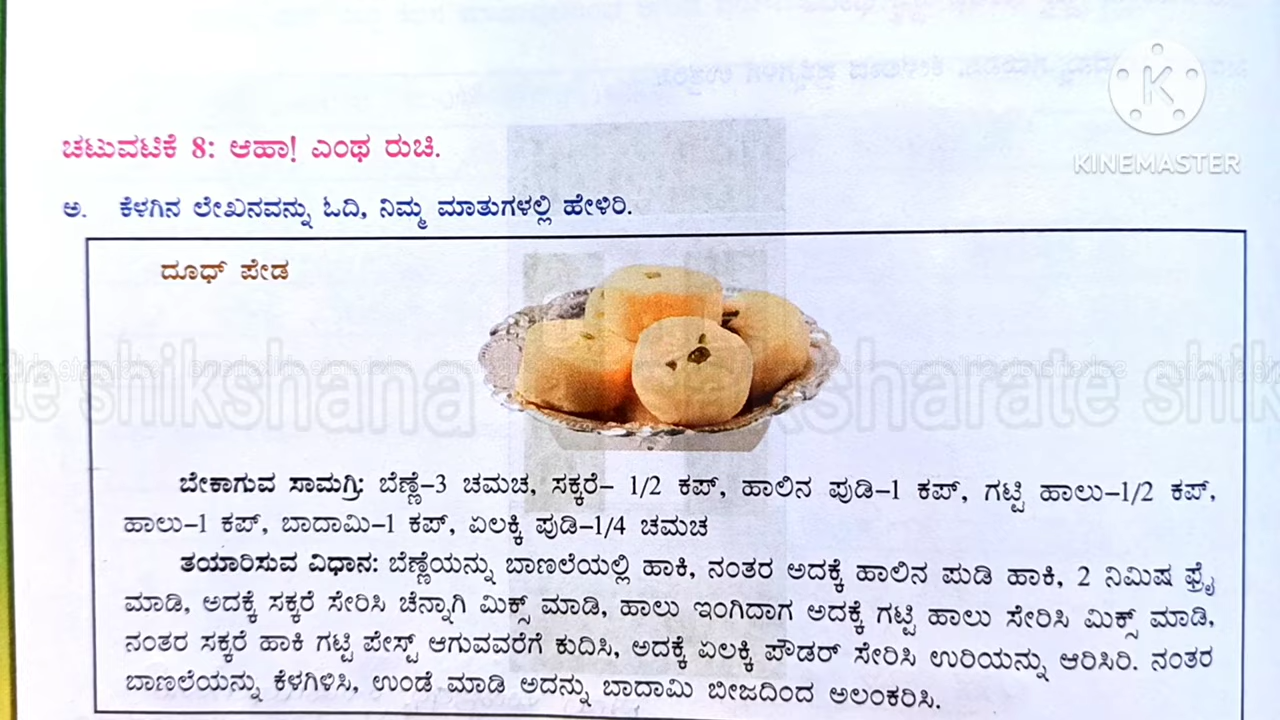 KINEMASTER
ಚಟುವಟಿಕೆ 8: ಆಹಾ! ಎಂಥ ರುಚಿ.
ಅ. ಕೆಳಗಿನ ಲೇಖನವನ್ನು ಓದಿ, ನಿಮ್ಮ ಮಾತುಗಳಲ್ಲಿ ಹೇಳಿರಿ.
ದೂಧ್ ಪೇಡ
ಬೇಕಾಗುವ ಸಾಮಗ್ರಿ: ಬೆಣ್ಣೆ–3 ಚಮಚ, ಸಕ್ಕರೆ– 1/2 ಕಪ್, ಹಾಲಿನ ಪುಡಿ–1 ಕಪ್, ಗಟ್ಟಿ ಹಾಲು–1/2 ಕಪ್,
ಹಾಲು–1 ಕಪ್, ಬಾದಾಮಿ–1 ಕಪ್, ಏಲಕ್ಕಿ ಪುಡಿ–1/4 ಚಮಚ
ತಯಾರಿಸುವ ವಿಧಾನ: ಬೆಣ್ಣೆಯನ್ನು ಬಾಣಲೆಯಲ್ಲಿ ಹಾಕಿ, ನಂತರ ಅದಕ್ಕೆ ಹಾಲಿನ ಪುಡಿ ಹಾಕಿ, 2 ನಿಮಿಷ ಫ್ರೈ
ಮಾಡಿ, ಅದಕ್ಕೆ ಸಕ್ಕರೆ ಸೇರಿಸಿ ಚೆನ್ನಾಗಿ ಮಿಕ್ಸ್ ಮಾಡಿ, ಹಾಲು ಇಂಗಿದಾಗ ಅದಕ್ಕೆ ಗಟ್ಟಿ ಹಾಲು ಸೇರಿಸಿ ಮಿಕ್ಸ್ ಮಾಡಿ,
ನಂತರ ಸಕ್ಕರೆ ಹಾಕಿ ಗಟ್ಟಿ ಪೇಸ್ಟ್ ಆಗುವವರೆಗೆ ಕುದಿಸಿ, ಅದಕ್ಕೆ ಏಲಕ್ಕಿ ಪೌಡರ್ ಸೇರಿಸಿ ಉರಿಯನ್ನು ಆರಿಸಿರಿ. ನಂತರ
ಬಾಣಲೆಯನ್ನು ಕೆಳಗಿಳಿಸಿ, ಉಂಡೆ ಮಾಡಿ ಅದನ್ನು ಬಾದಾಮಿ ಬೀಜದಿಂದ ಅಲಂಕರಿಸಿ.